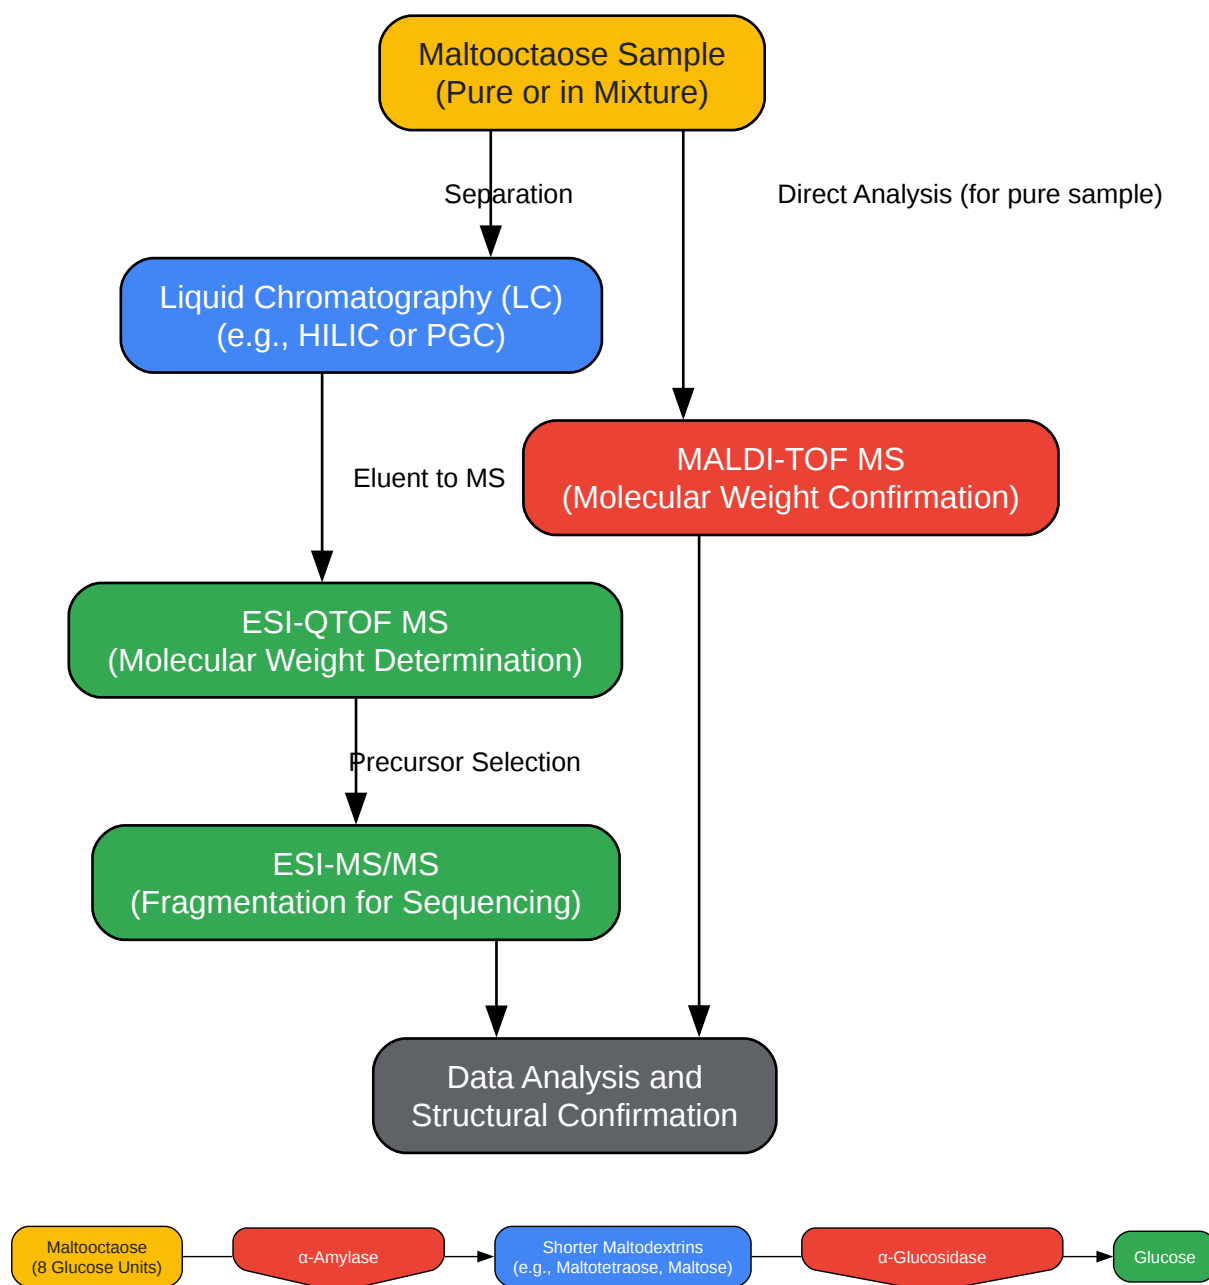 Maltooctaose Sample
(Pure or in Mixture)
Separation
Direct Analysis (for pure sample)
Liquid Chromatography (LC)
(e.g., HILIC or PGC)
MALDI-TOF MS
(Molecular Weight Confirmation)
Eluent to MS
ESI-QTOF MS
(Molecular Weight Determination)
Precursor Selection
ESI-MS/MS
(Fragmentation for Sequencing)
Data Analysis and
Structural Confirmation
Maltooctaose
(8 Glucose Units)
α-Amylase
Shorter Maltodextrins
(e.g., Maltotetraose, Maltose)
α-Glucosidase
Glucose